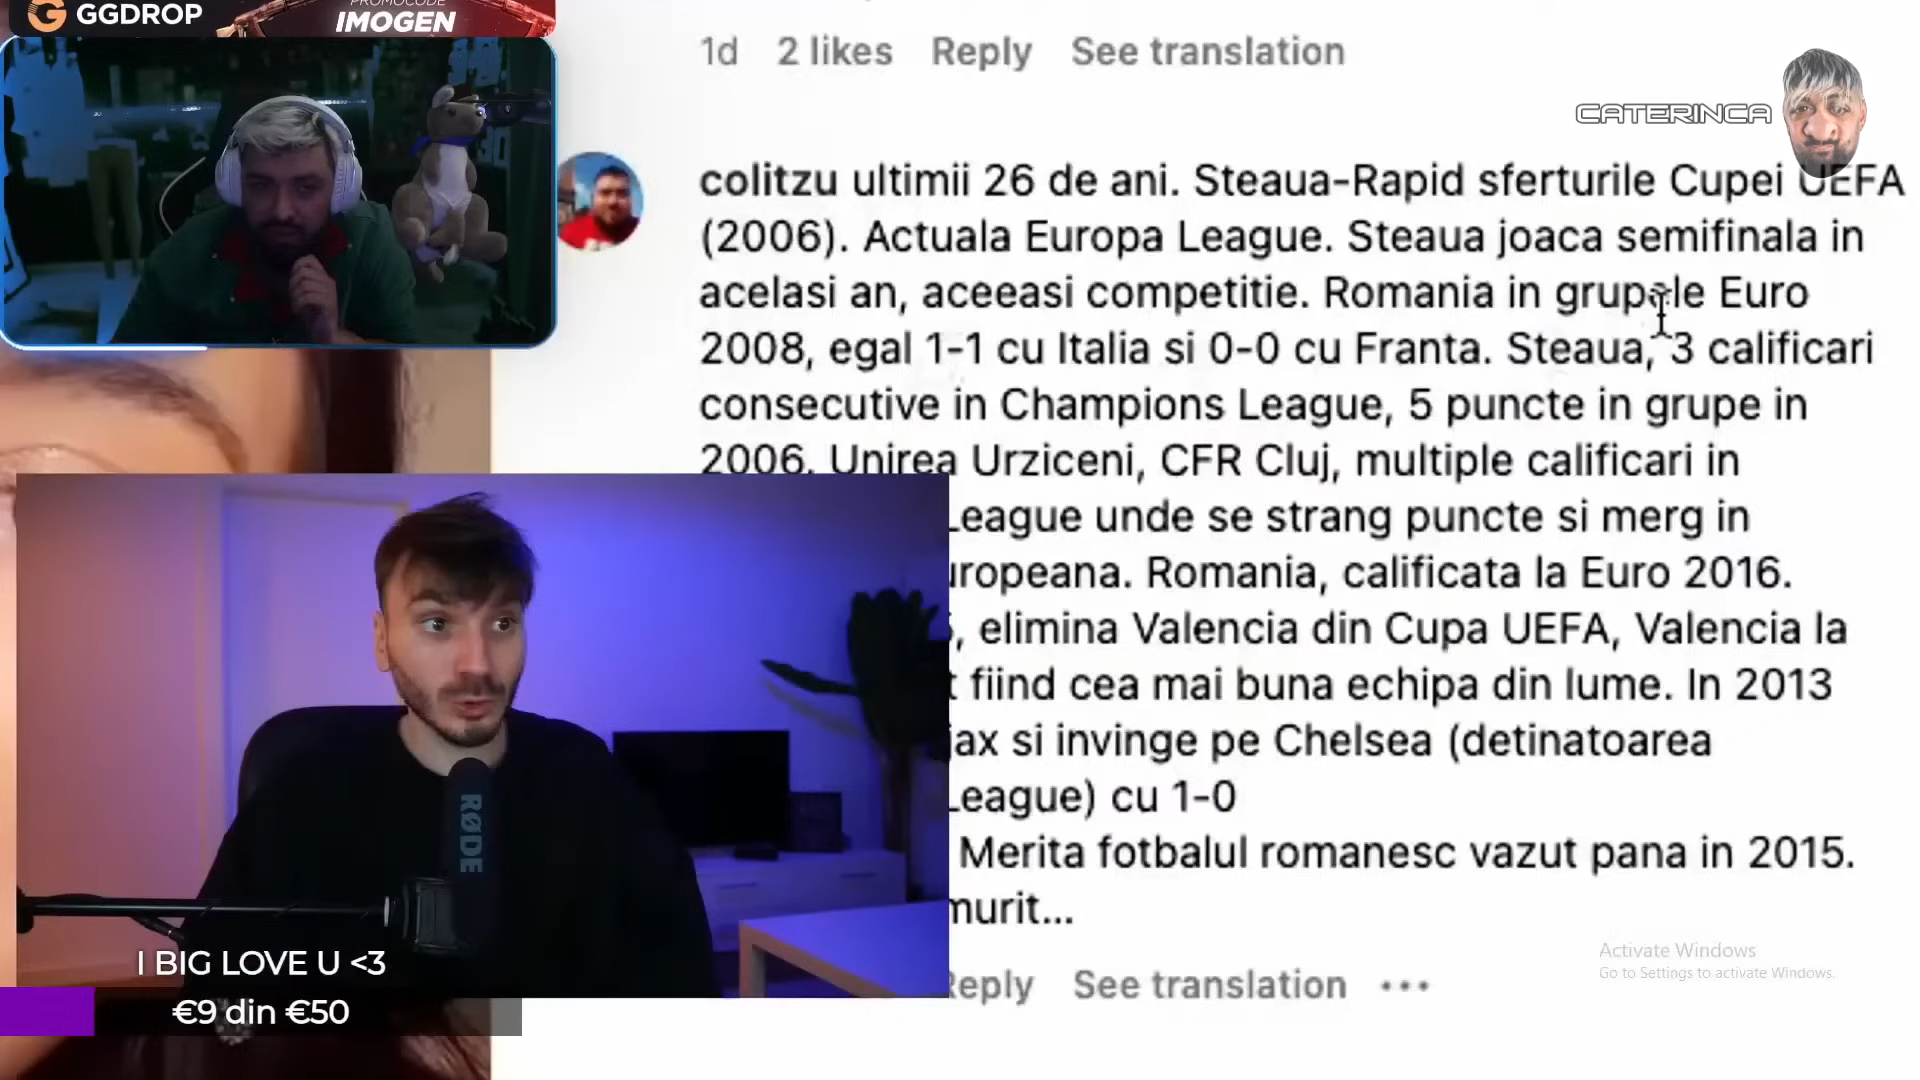 GGDROP
PROMOCODE
IMOGEN
1d 2 likes Reply See translation
CATERINCA
colitzu ultimii 26 de ani. Steaua-Rapid sferturile Cupei UEFA
(2006). Actuala Europa League. Steaua joaca semifinala in
acelasi an, aceeasi competitie. Romania in grupele Euro
2008, egal 1-1 cu Italia si 0-0 cu Franta. Steaua, 3 calificari
consecutive in Champions League, 5 puncte in grupe in
2006. Unirea Urziceni, CFR Cluj, multiple calificari in
League unde se strang puncte si merg in
Romania, calificata la Euro 2016.
elimina Valencia din Cupa UEFA, Valencia la
fiind cea mai buna echipa din lume. In 2013
si invinge pe Chelsea (detinatoarea
League) cu 1-0
Merita fotbalul romanesc vazut pana in 2015.
murit...
Reply See translation •••
RØDE
I BIG LOVE U <3
€9 din €50
Activate Windows
Go to Settings to activate Windows.